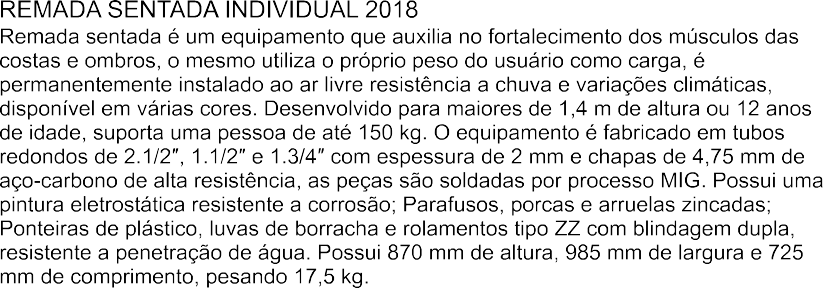 REMADA SENTADA INDIVIDUAL 2018
Remada sentada é um equipamento que auxilia no fortalecimento dos músculos das
costas e ombros, o mesmo utiliza o próprio peso do usuário como carga, é
permanentemente instalado ao ar livre resistência a chuva e variações climáticas,
disponível em várias cores. Desenvolvido para maiores de 1,4 m de altura ou 12 anos
de idade, suporta uma pessoa de até 150 kg. O equipamento é fabricado em tubos
redondos de 2.1/2″, 1.1/2″ e 1.3/4″ com espessura de 2 mm e chapas de 4,75 mm de
aço-carbono de alta resistência, as peças são soldadas por processo MIG. Possui uma
pintura eletrostática resistente a corrosão; Parafusos, porcas e arruelas zincadas;
Ponteiras de plástico, luvas de borracha e rolamentos tipo ZZ com blindagem dupla,
resistente a penetração de água. Possui 870 mm de altura, 985 mm de largura e 725
mm de comprimento, pesando 17,5 kg.